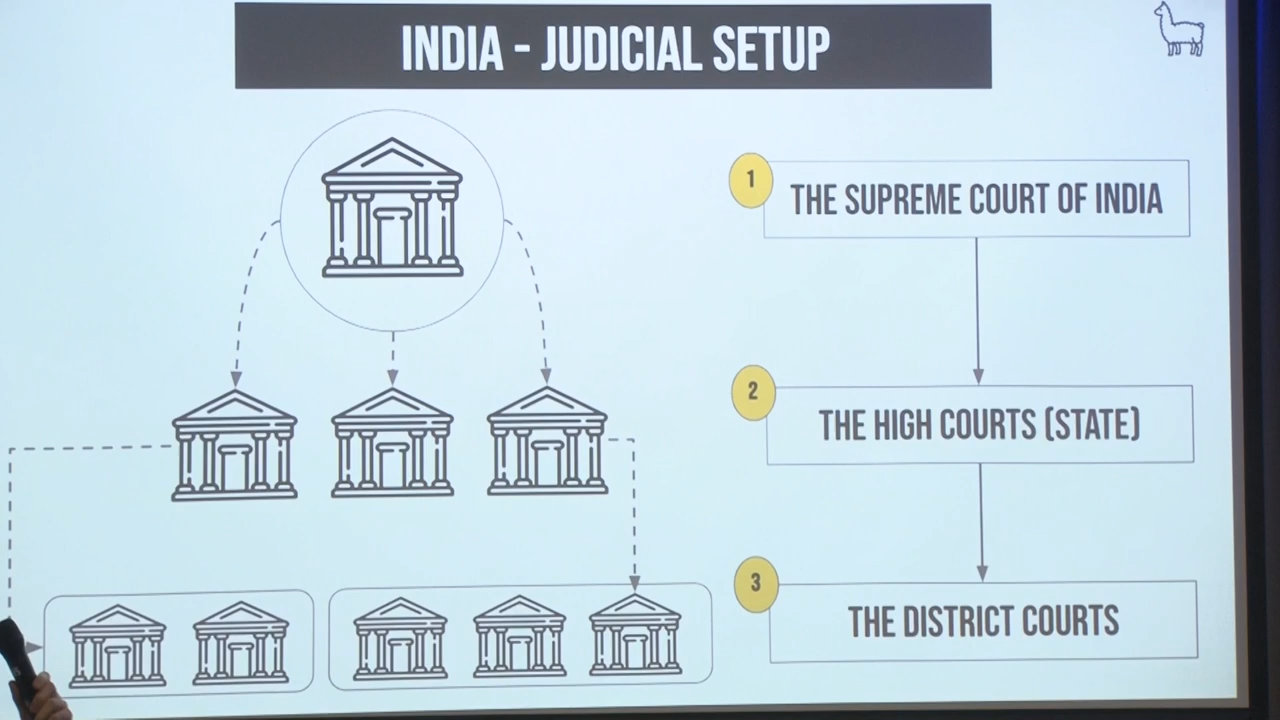 INDIA - JUDICIAL SETUP
1
THE SUPREME COURT OF INDIA
2
THE HIGH COURTS (STATE)
3
THE DISTRICT COURTS